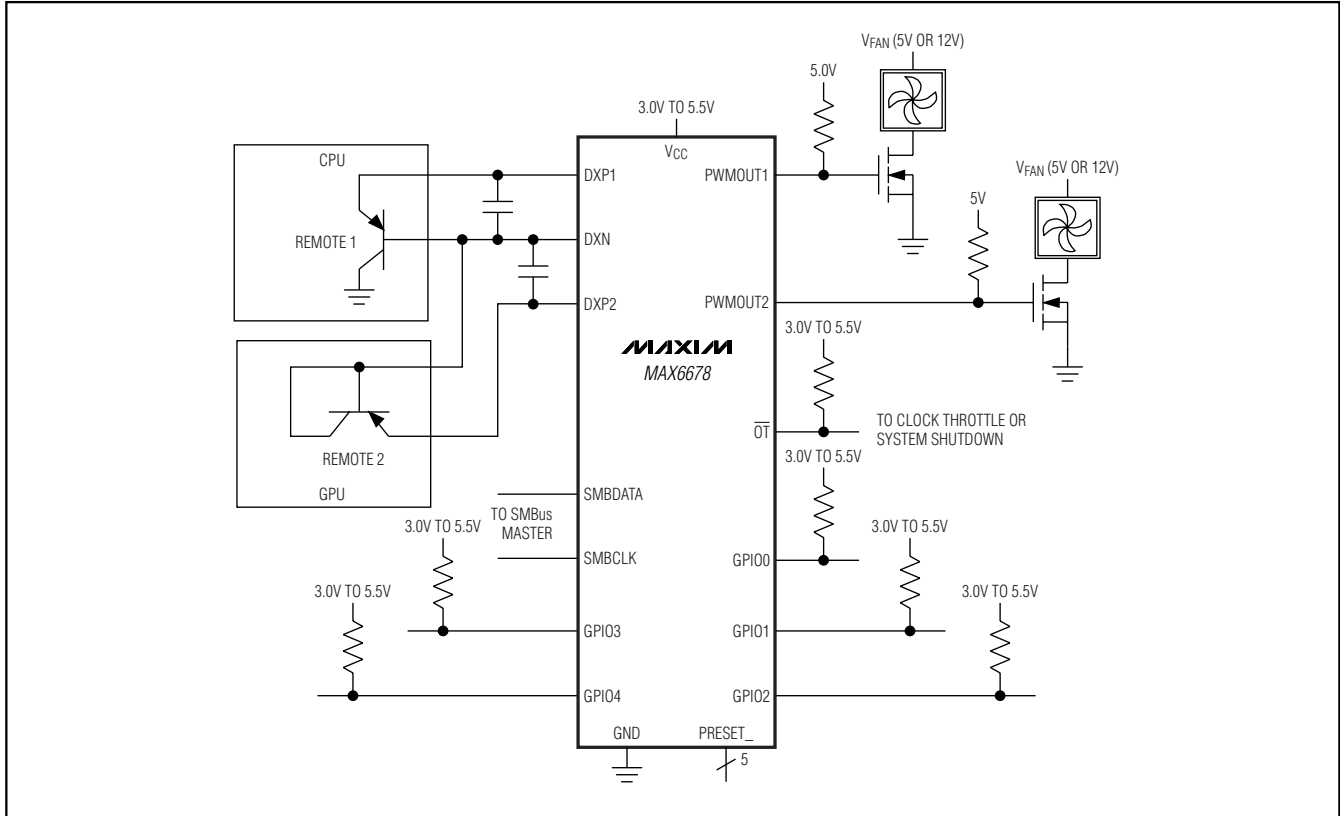 VFAN (5V OR 12V)
5.0V
3.0V TO 5.5V
VCC
CPU
REMOTE 1
DXP1
DXN
DXP2
PWMOUT1
VFAN (5V OR 12V)
5V
PWMOUT2
MAXIM
MAX6678
3.0V TO 5.5V
OT
TO CLOCK THROTTLE OR
SYSTEM SHUTDOWN
REMOTE 2
GPU
SMBDATA
TO SMBus
MASTER
SMBCLK
3.0V TO 5.5V
GPIO0
3.0V TO 5.5V
GPIO3
3.0V TO 5.5V
GPIO1
3.0V TO 5.5V
GPIO4
3.0V TO 5.5V
GPIO2
GND
PRESET_
5